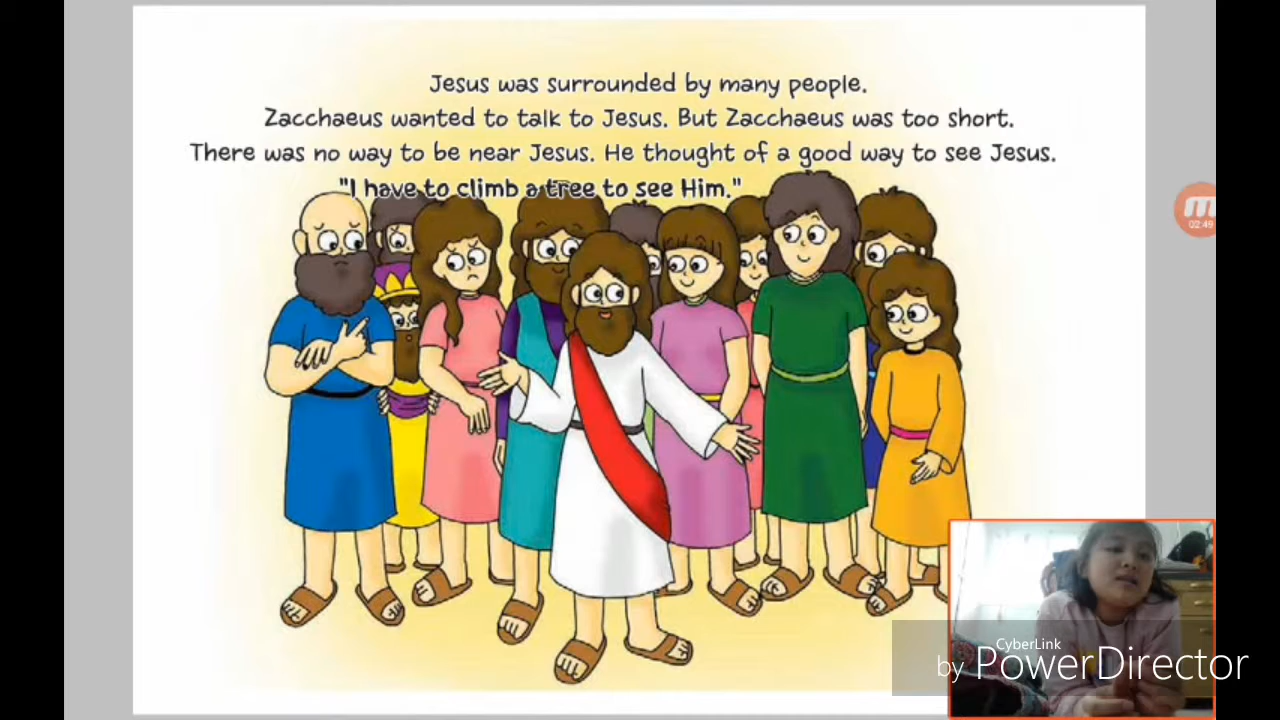 Jesus was surrounded by many people.
Zacchaeus wanted to talk to Jesus. But Zacchaeus was too short.
There was no way to be near Jesus. He thought of a good way to see Jesus.
"I have to climb a tree to see Him."
02:49
CyberLink
by PowerDirector